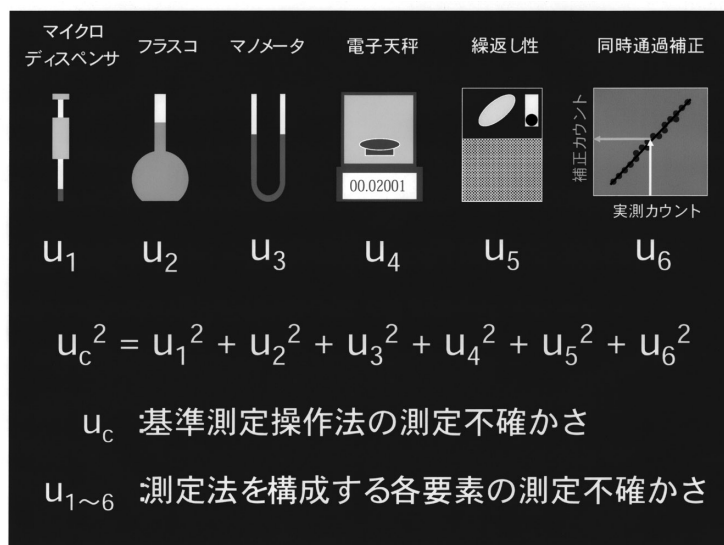 マイクロ
ディスペンサ
フラスコ
マノメータ
電子天秤
繰返し性
同時通過補正
00.02001
補正カウント
実測カウント
u₁ u₂ u₃ u₄ u₅ u₆
u_c² = u₁² + u₂² + u₃² + u₄² + u₅² + u₆²
u_c :基準測定操作法の測定不確かさ
u₁～₆ :測定法を構成する各要素の測定不確かさ